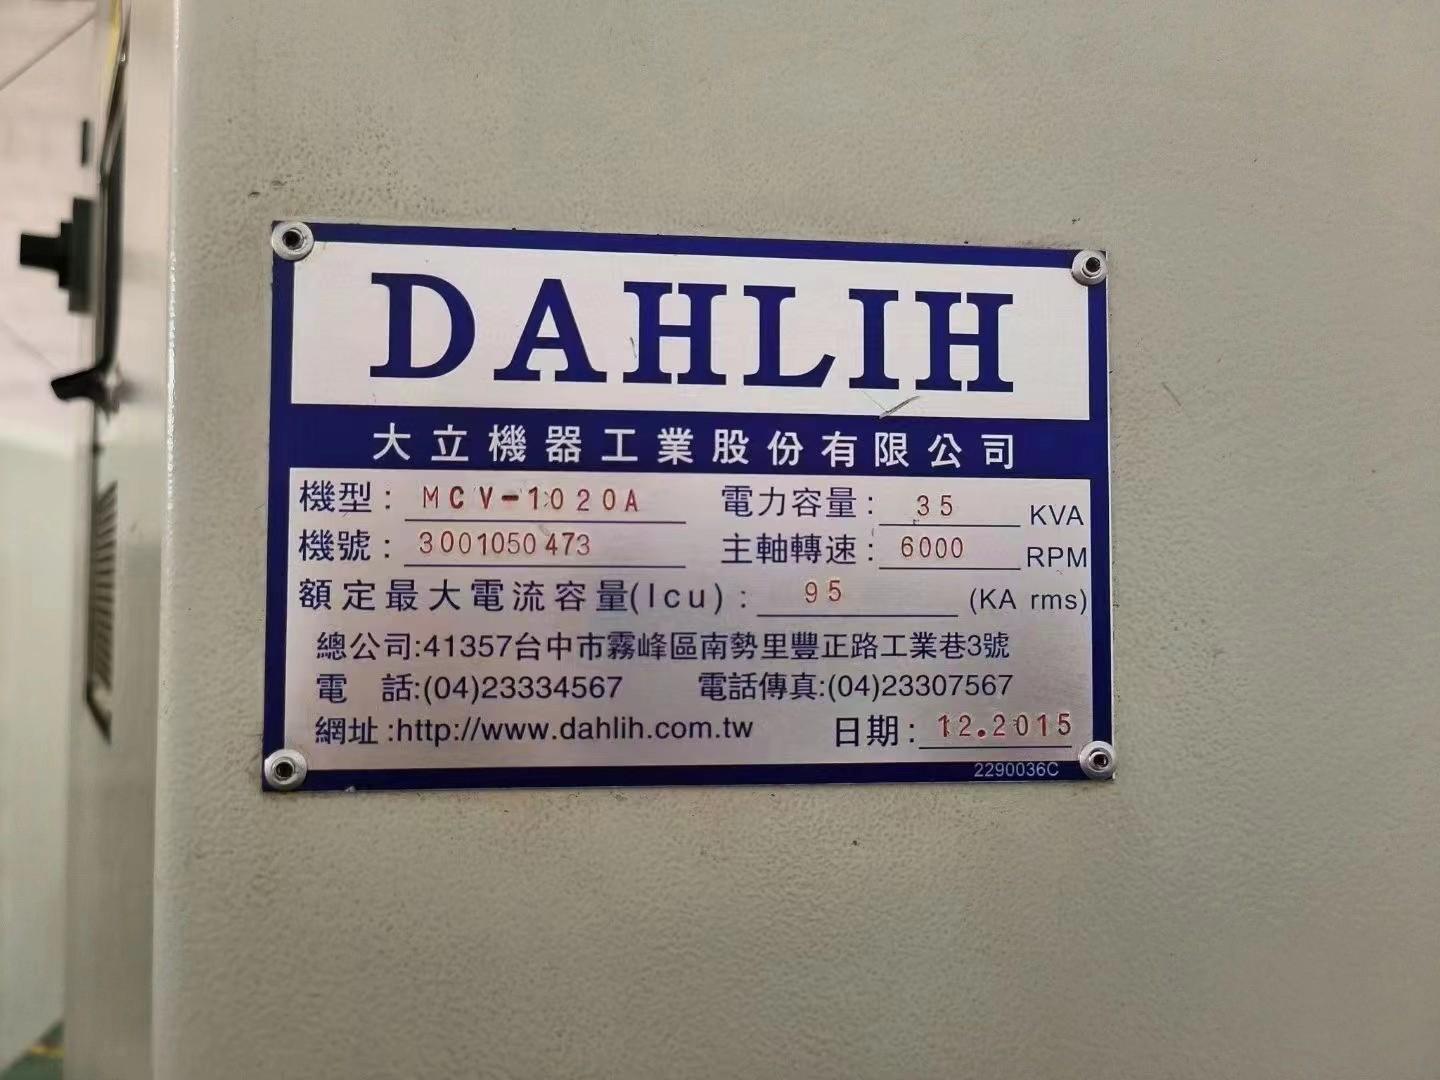 DAHLIH
大立機器工業股份有限公司
機型: MCV-1020A 電力容量: 35 KVA
機號: 3001050473 主軸轉速: 6000 RPM
額定最大電流容量(Icu): 95 (KA rms)
總公司:41357台中市霧峰區南勢里豐正路工業巷3號
電 話:(04)23334567 電話傳真:(04)23307567
網址:http://www.dahlih.com.tw 日期: 12.2015
2290036C